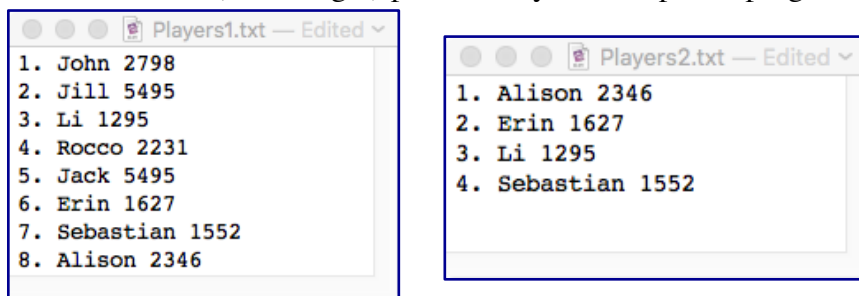 Players1.txt — Edited
1. John 2798
2. Jill 5495
3. Li 1295
4. Rocco 2231
5. Jack 5495
6. Erin 1627
7. Sebastian 1552
8. Alison 2346
Players2.txt — Edited
1. Alison 2346
2. Erin 1627
3. Li 1295
4. Sebastian 1552